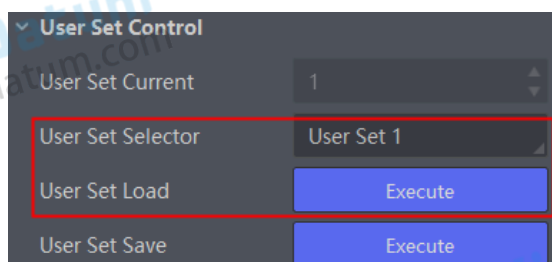 User Set Control
User Set Current 1
User Set Selector User Set 1
User Set Load Execute
User Set Save Execute